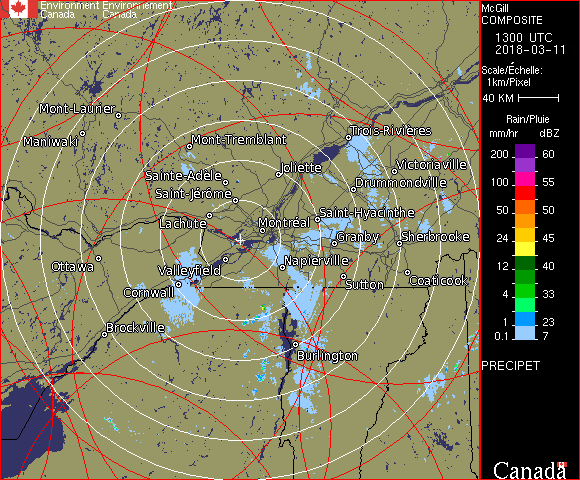 Environment Environnement
Canada Canada
McGill
COMPOSITE
1300 UTC
2018-03-11
Scale/Échelle:
1km/Pixel
40 KM
Rain/Pluie
mm/hr dBZ
200 60
150 57
100 55
50 50
24 45
12 40
4 33
1 23
0.1 7
PRECIPET
Canada
Mont-Laurier
Maniwaki
Mont-Tremblant
Trois-Rivières
Joliette
Victoriaville
Sainte-Adèle
Drummondville
Saint-Jérôme
Lachute
Montréal
Saint-Hyacinthe
Granby
Sherbrooke
Ottawa
Valleyfield
Napierville
Cornwall
Sutton
Coaticook
Brockville
Burlington